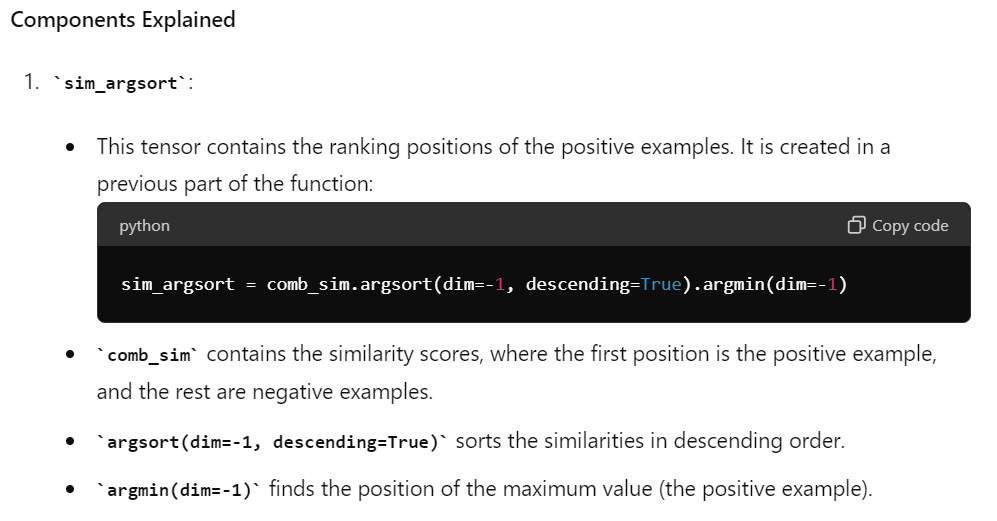 Components Explained
1. `sim_argsort`:
• This tensor contains the ranking positions of the positive examples. It is created in a
previous part of the function:
python Copy code
sim_argsort = comb_sim.argsort(dim=-1, descending=True).argmin(dim=-1)
• `comb_sim` contains the similarity scores, where the first position is the positive example,
and the rest are negative examples.
• `argsort(dim=-1, descending=True)` sorts the similarities in descending order.
• `argmin(dim=-1)` finds the position of the maximum value (the positive example).